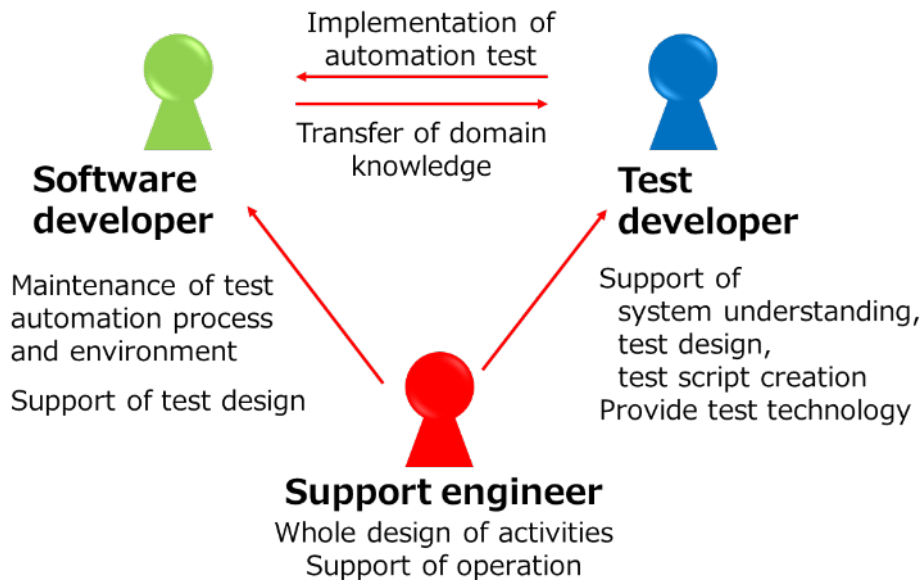 Implementation of
automation test
Transfer of domain
knowledge
Software
developer
Test
developer
Maintenance of test
automation process
and environment
Support of test design
Support of
system understanding,
test design,
test script creation
Provide test technology
Support engineer
Whole design of activities
Support of operation